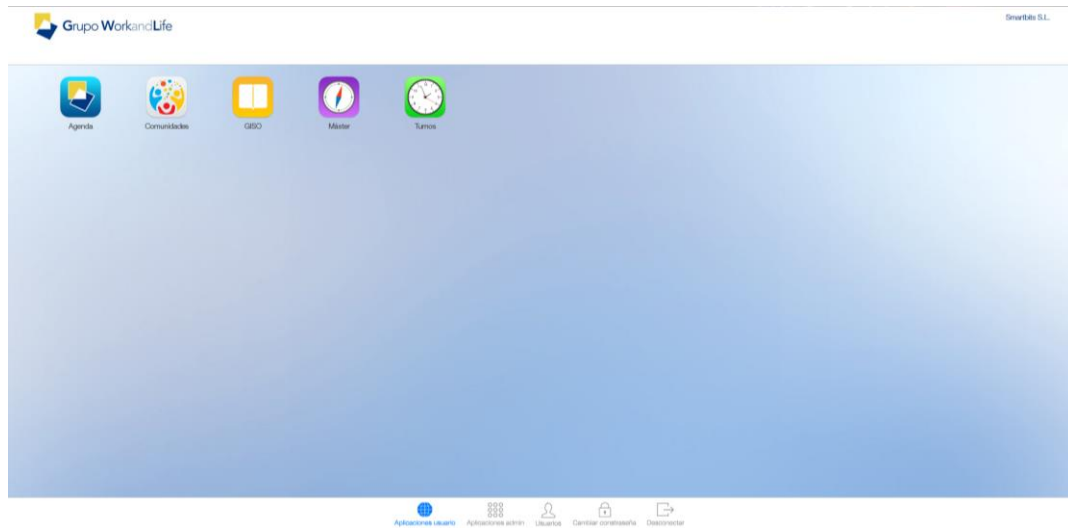 Grupo WorkandLife
Smartbits S.L.
Agenda
Comunidades
GISO
Máster
Turnos
Aplicaciones usuario
Aplicaciones admin
Usuarios
Cambiar contraseña
Desconectar